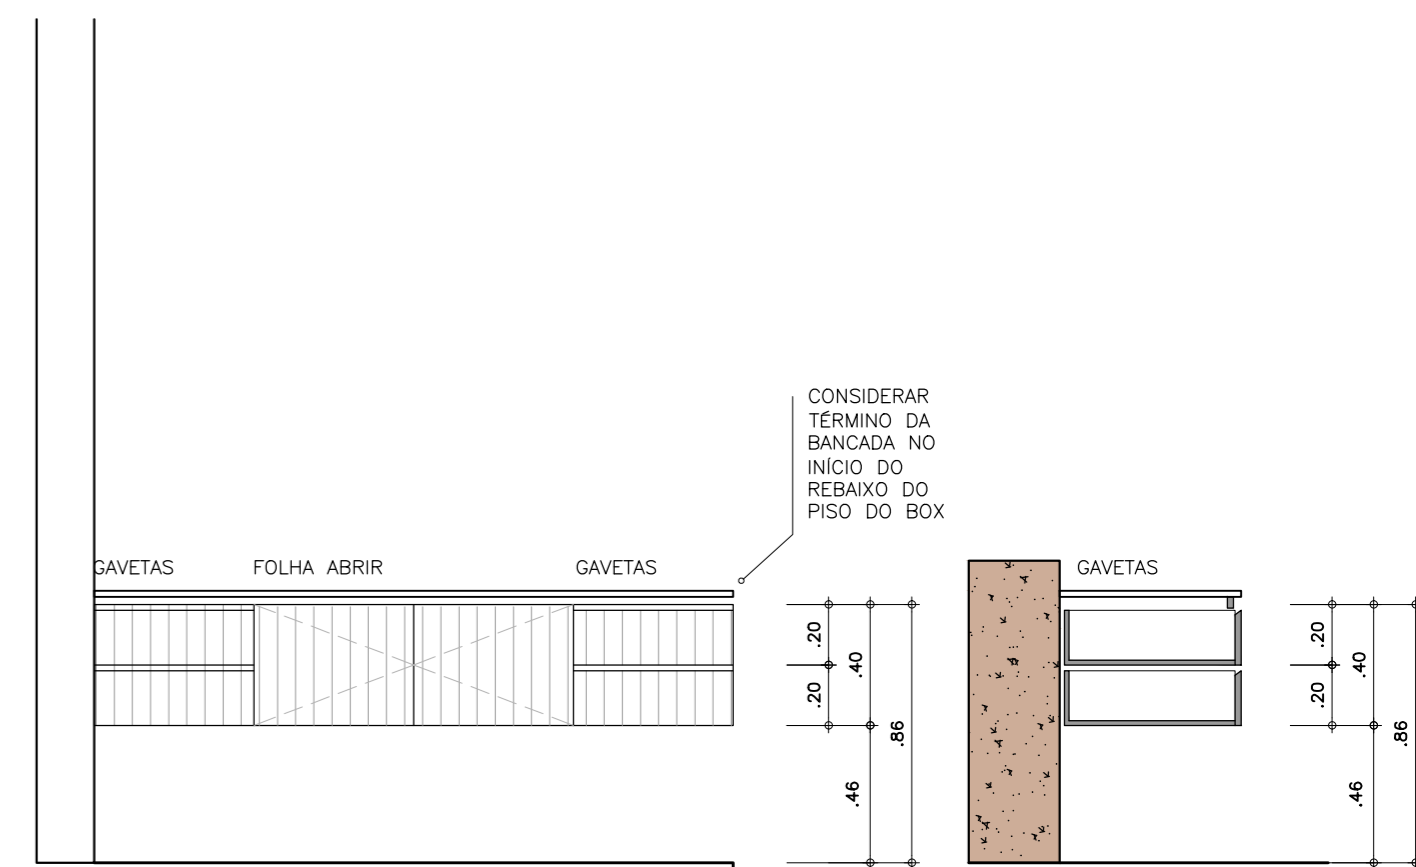 CONSIDERAR
TÉRMINO DA
BANCADA NO
INÍCIO DO
REBAIXO DO
PISO DO BOX
GAVETAS FOLHA ABRIR GAVETAS
GAVETAS
.20
.20
.40
.86
.46
.20
.20
.40
.86
.46